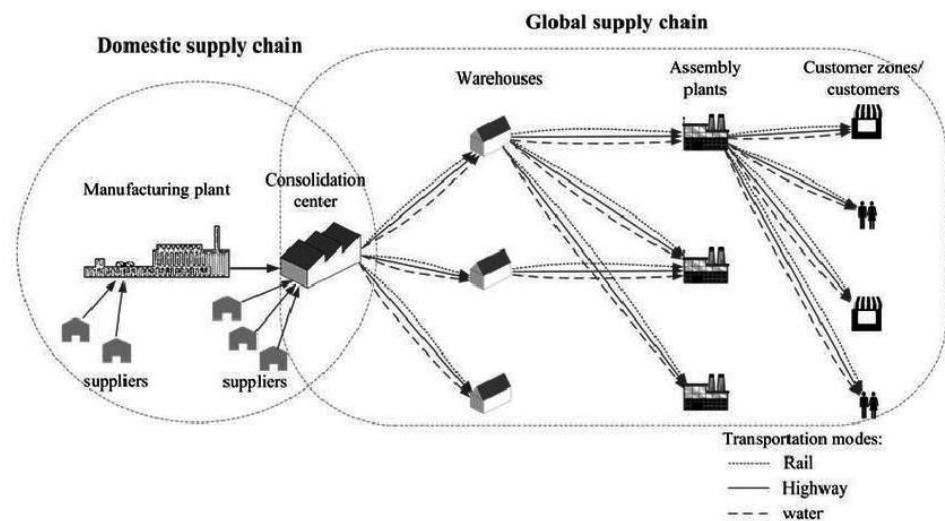 Global supply chain
Domestic supply chain
Warehouses
Assembly
plants
Customer zones/
customers
Manufacturing plant
Consolidation
center
suppliers
suppliers
Transportation modes:
Rail
Highway
water